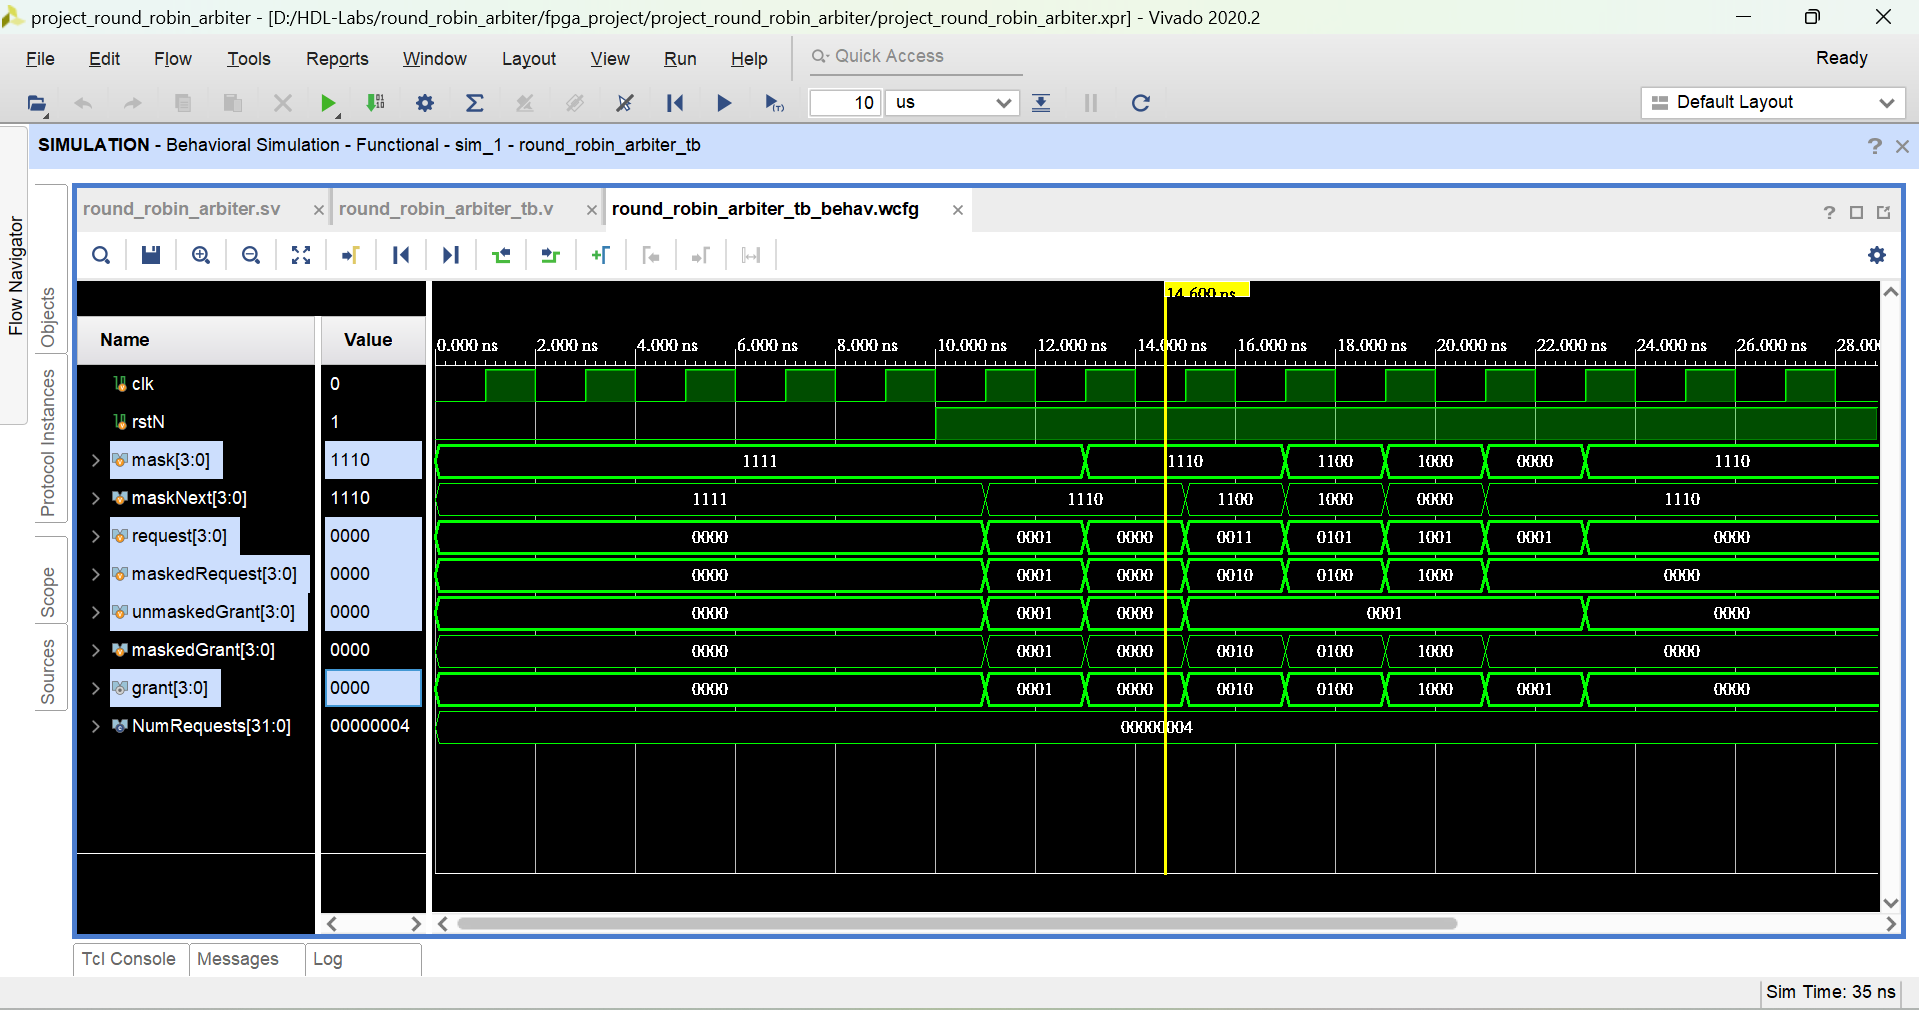 project_round_robin_arbiter - [D:/HDL-Labs/round_robin_arbiter/fpga_project/project_round_robin_arbiter/project_round_robin_arbiter.xpr] - Vivado 2020.2
File Edit Flow Tools Reports Window Layout View Run Help Quick Access Ready
10 us Default Layout
SIMULATION - Behavioral Simulation - Functional - sim_1 - round_robin_arbiter_tb
Flow Navigator
Objects
Protocol Instances
Scope
Sources
round_robin_arbiter.sv round_robin_arbiter_tb.v round_robin_arbiter_tb_behav.wcfg
14.600 ns
Name Value 0.000 ns 2.000 ns 4.000 ns 6.000 ns 8.000 ns 10.000 ns 12.000 ns 14.000 ns 16.000 ns 18.000 ns 20.000 ns 22.000 ns 24.000 ns 26.000 ns 28.00
clk 0
rstN 1
mask[3:0] 1110 1111 1110 1100 1000 0000 1110
maskNext[3:0] 1110 1111 1110 1100 1000 0000 1110
request[3:0] 0000 0000 0001 0000 0011 0101 1001 0001 0000
maskedRequest[3:0] 0000 0000 0001 0000 0010 0100 1000 0000
unmaskedGrant[3:0] 0000 0000 0001 0000 0001 0000
maskedGrant[3:0] 0000 0000 0001 0000 0010 0100 1000 0000
grant[3:0] 0000 0000 0001 0000 0010 0100 1000 0001 0000
NumRequests[31:0] 00000004 00000004
Tcl Console Messages Log
Sim Time: 35 ns